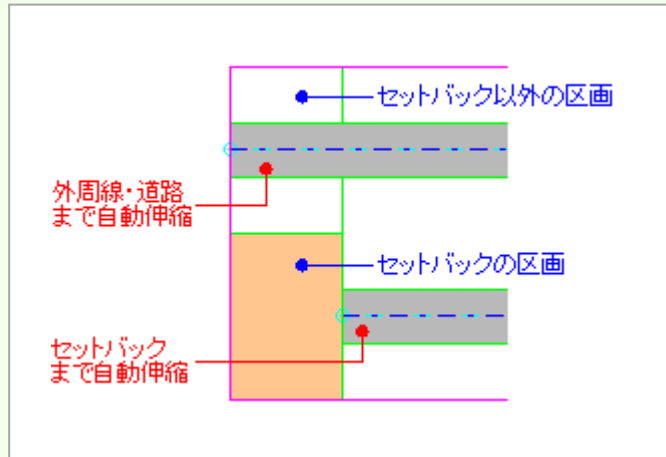 セットバック以外の区画
外周線・道路
まで自動伸縮
セットバックの区画
セットバック
まで自動伸縮